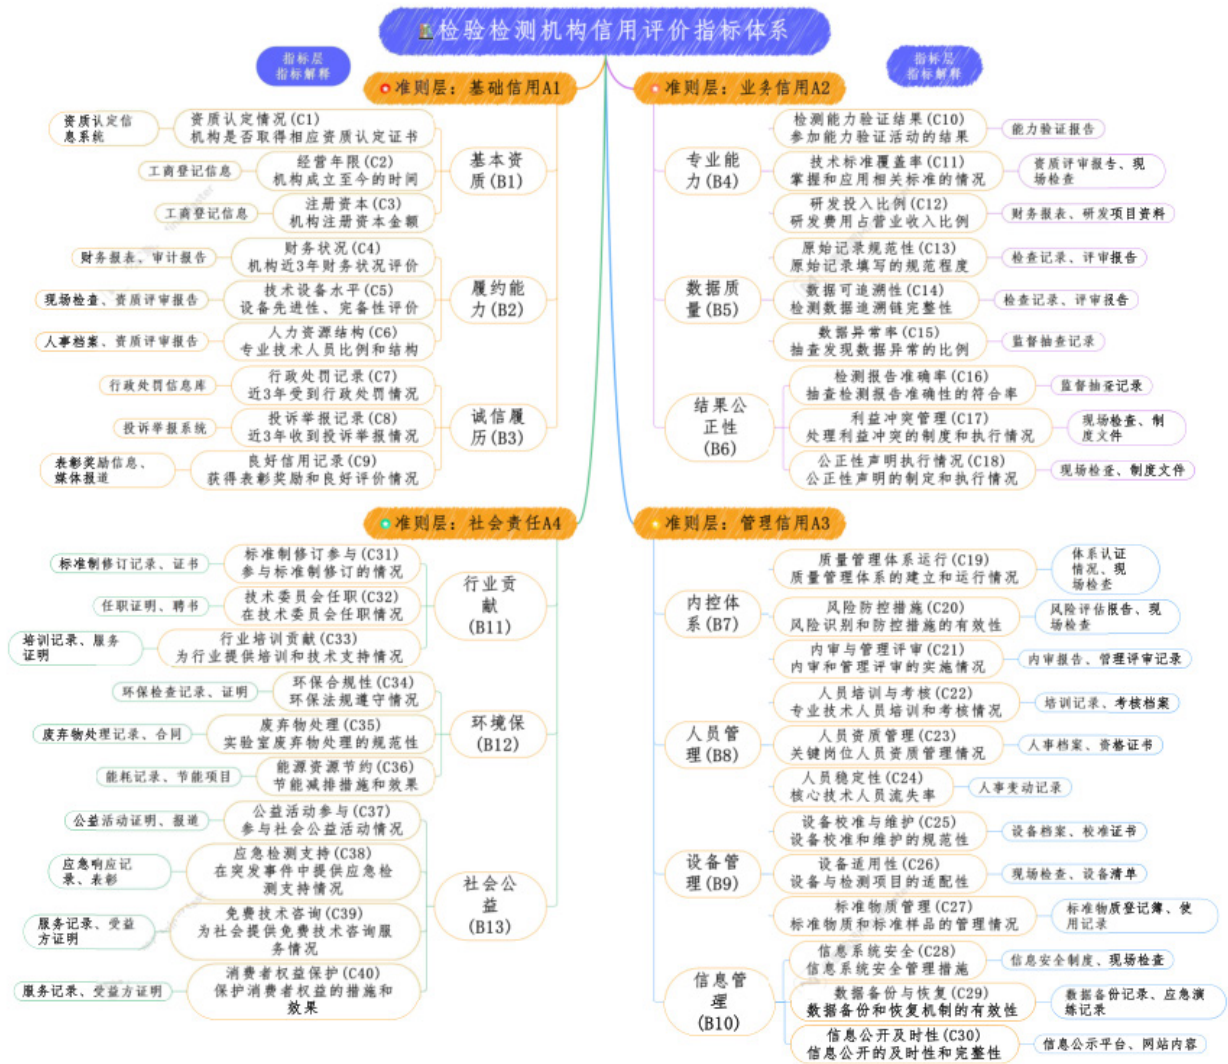 检验检测机构信用评价指标体系
指标层
指标解释
指标层
指标解释
准则层：基础信用A1
基本资
质(B1)
资质认定情况(C1)
机构是否取得相应资质认定证书
资质认定信
息系统
经营年限(C2)
机构成立至今的时间
工商登记信息
注册资本(C3)
机构注册资本金额
工商登记信息
履约能
力(B2)
财务状况(C4)
机构近3年财务状况评价
财务报表、审计报告
技术设备水平(C5)
设备先进性、完备性评价
现场检查、资质评审报告
人力资源结构(C6)
专业技术人员比例和结构
人事档案、资质评审报告
诚信履
历(B3)
行政处罚记录(C7)
近3年受到行政处罚情况
行政处罚信息库
投诉举报记录(C8)
近3年收到投诉举报情况
投诉举报系统
良好信用记录(C9)
获得表彰奖励和良好评价情况
表彰奖励信息、
媒体报道
准则层：业务信用A2
专业能
力(B4)
检测能力验证结果(C10)
参加能力验证活动的结果
能力验证报告
技术标准覆盖率(C11)
掌握和应用相关标准的情况
资质评审报告、现
场检查
研发投入比例(C12)
研发费用占营业收入比例
财务报表、研发项目资料
数据质
量(B5)
原始记录规范性(C13)
原始记录填写的规范程度
检查记录、评审报告
数据可追溯性(C14)
检测数据追溯链完整性
检查记录、评审报告
数据异常率(C15)
抽查发现数据异常的比例
监督抽查记录
结果公
正性
(B6)
检测报告准确率(C16)
抽查检测报告准确性的符合率
监督抽查记录
利益冲突管理(C17)
处理利益冲突的制度和执行情况
现场检查、制
度文件
公正性声明执行情况(C18)
公正性声明的制定和执行情况
现场检查、制度文件
准则层：管理信用A3
内控体
系(B7)
质量管理体系运行(C19)
质量管理体系的建立和运行情况
体系认证
情况、现
场检查
风险防控措施(C20)
风险识别和防控措施的有效性
风险评估报告、现
场检查
内审与管理评审(C21)
内审和管理评审的实施情况
内审报告、管理评审记录
人员管
理(B8)
人员培训与考核(C22)
专业技术人员培训和考核情况
培训记录、考核档案
人员资质管理(C23)
关键岗位人员资质管理情况
人事档案、资格证书
人员稳定性(C24)
核心技术人员流失率
人事变动记录
设备管
理(B9)
设备校准与维护(C25)
设备校准和维护的规范性
设备档案、校准证书
设备适用性(C26)
设备与检测项目的适配性
现场检查、设备清单
标准物质管理(C27)
标准物质和标准样品的管理情况
标准物质登记簿、使
用记录
信息管
理
(B10)
信息系统安全(C28)
信息系统安全管理措施
信息安全制度、现场检查
数据备份与恢复(C29)
数据备份和恢复机制的有效性
数据备份记录、应急演
练记录
信息公开及时性(C30)
信息公开的及时性和完整性
信息公示平台、网站内容
准则层：社会责任A4
行业贡
献
(B11)
标准制修订参与(C31)
参与标准制修订的情况
标准制修订记录、证书
技术委员会任职(C32)
在技术委员会任职情况
任职证明、聘书
行业培训贡献(C33)
为行业提供培训和技术支持情况
培训记录、服务
证明
环境保
(B12)
环保合规性(C34)
环保法规遵守情况
环保检查记录、证明
废弃物处理(C35)
实验室废弃物处理的规范性
废弃物处理记录、合同
能源资源节约(C36)
节能减排措施和效果
能耗记录、节能项目
社会公
益
(B13)
公益活动参与(C37)
参与社会公益活动情况
公益活动证明、报道
应急检测支持(C38)
在突发事件中提供应急检
测支持情况
应急响应记
录、表彰
免费技术咨询(C39)
为社会提供免费技术咨询服
务情况
服务记录、受益
方证明
消费者权益保护(C40)
保护消费者权益的措施和
效果
服务记录、受益方证明